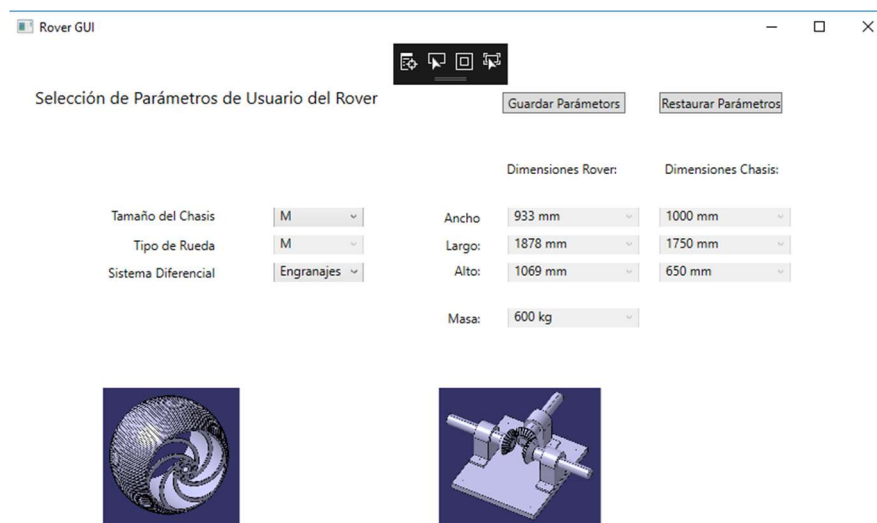 Rover GUI
Selección de Parámetros de Usuario del Rover
Guardar Parámetors
Restaurar Parámetros
Dimensiones Rover:
Dimensiones Chasis:
Tamaño del Chasis M Ancho 933 mm 1000 mm
Tipo de Rueda M Largo: 1878 mm 1750 mm
Sistema Diferencial Engranajes Alto: 1069 mm 650 mm
Masa: 600 kg